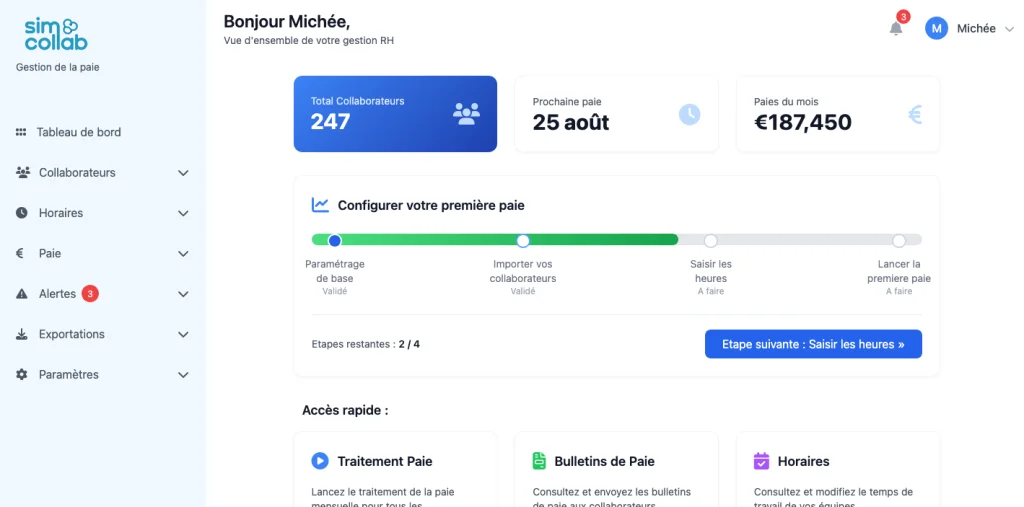 sim
collab
Gestion de la paie
Tableau de bord
Collaborateurs
Horaires
Paie
Alertes 3
Exportations
Paramètres
Bonjour Michée,
Vue d'ensemble de votre gestion RH
3
M Michée
Total Collaborateurs
247
Prochaine paie
25 août
Paies du mois
€187,450
€
Configurer votre première paie
Paramétrage
de base
Validé
Importer vos
collaborateurs
Validé
Saisir les
heures
A faire
Lancer la
premiere paie
A faire
Etapes restantes : 2 / 4
Etape suivante : Saisir les heures »
Accès rapide :
Traitement Paie
Lancez le traitement de la paie
mensuelle pour tous les
Bulletins de Paie
Consultez et envoyez les bulletins
de paie aux collaborateurs
Horaires
Consultez et modifiez le temps de
travail de vos équipes